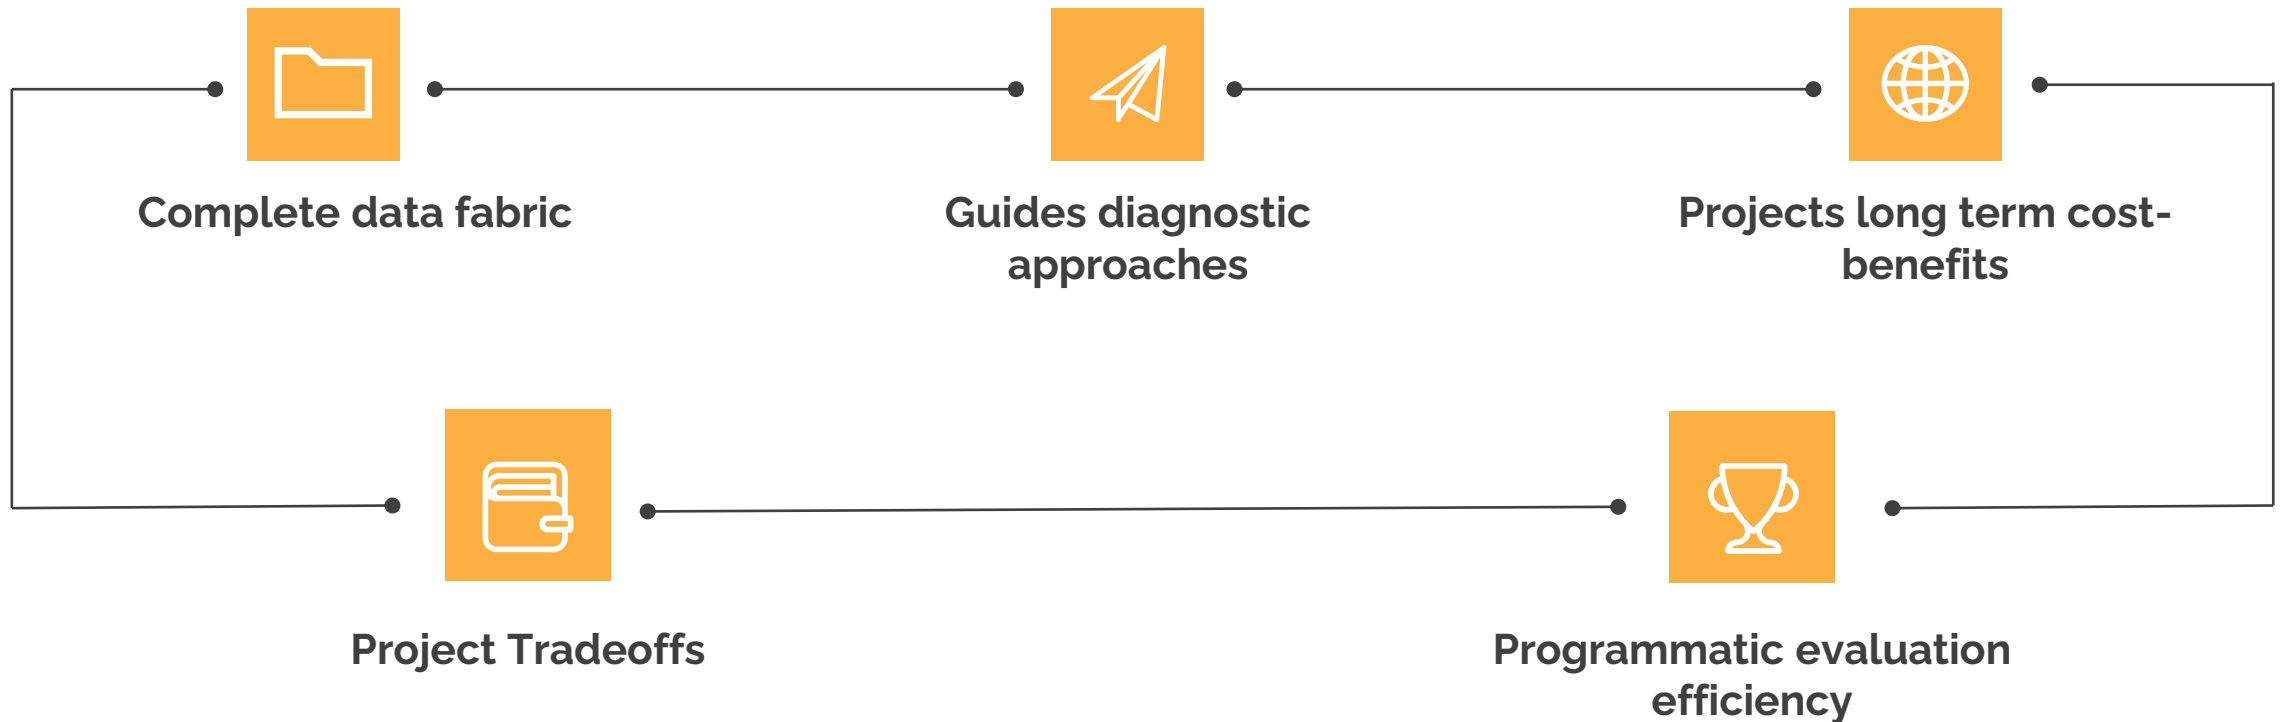 Complete data fabric
Guides diagnostic
approaches
Projects long term cost-
benefits
Project Tradeoffs
Programmatic evaluation
efficiency